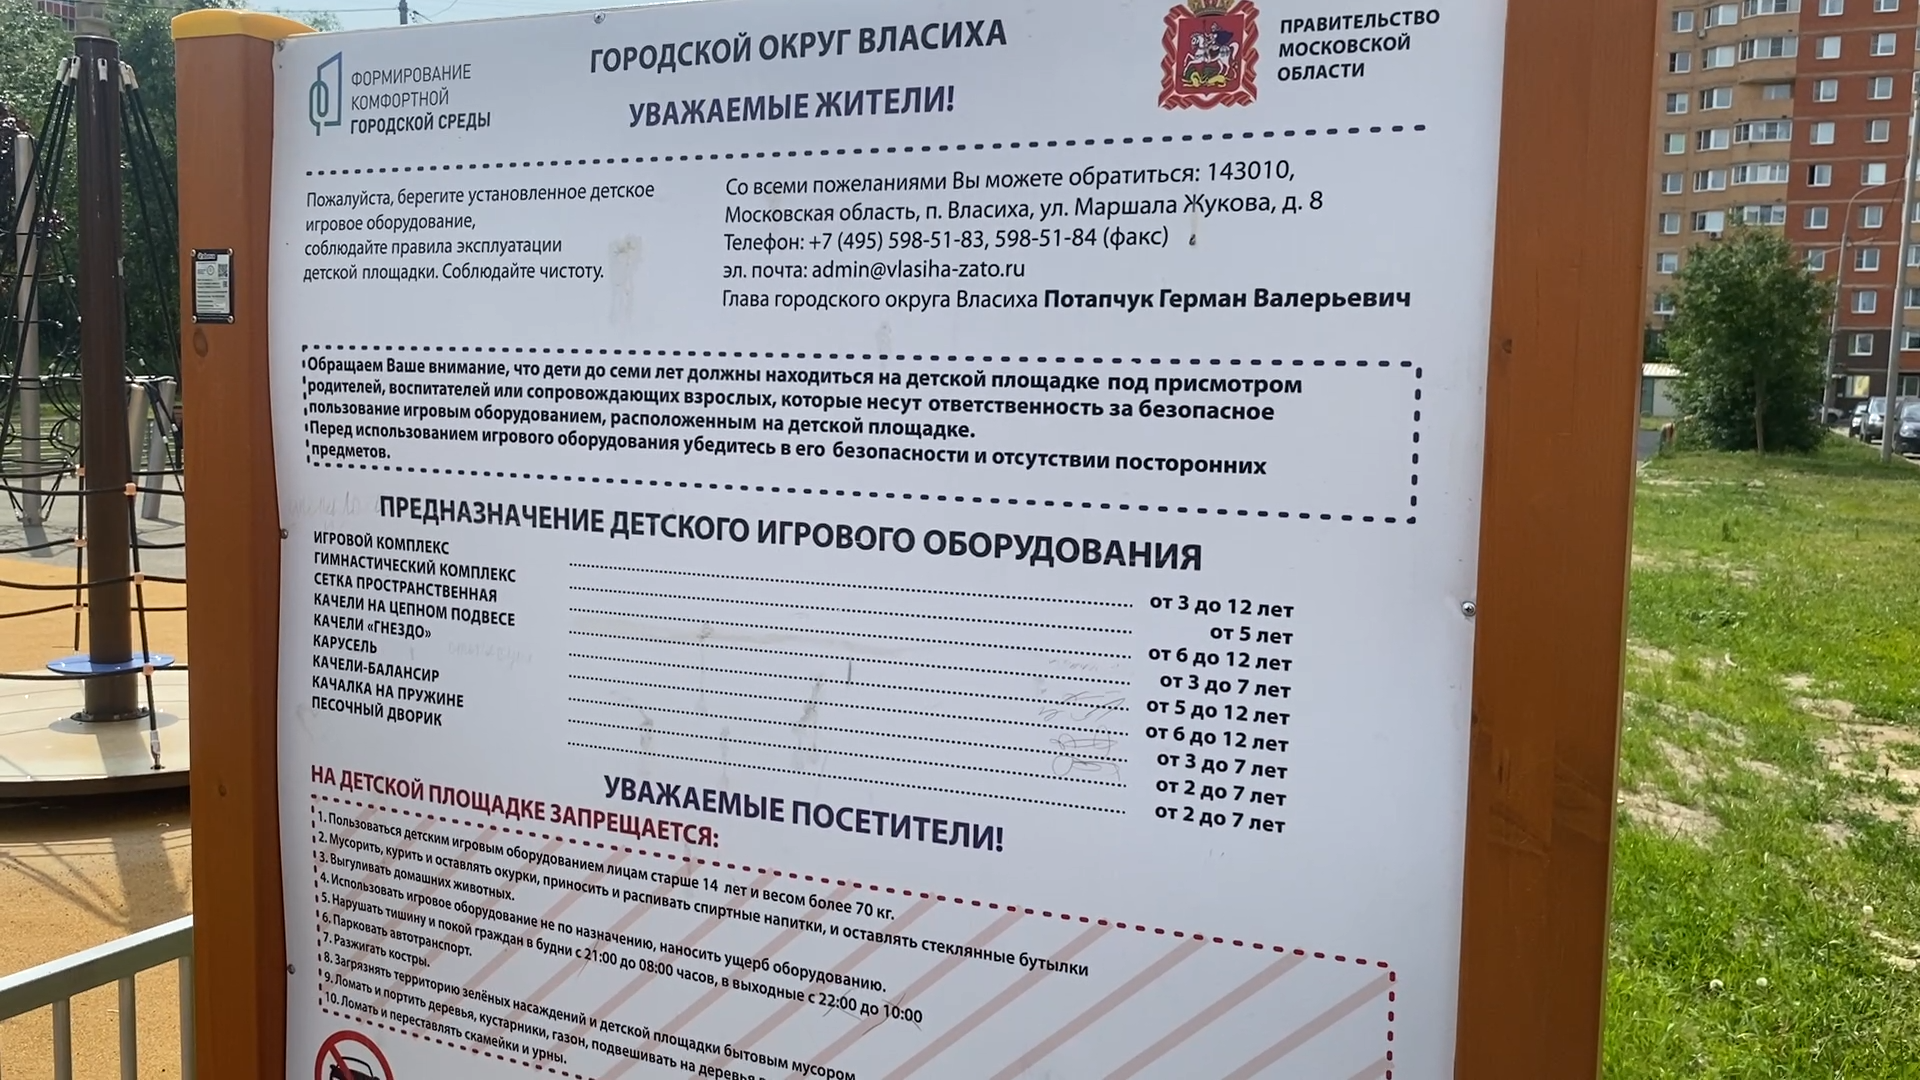 ФОРМИРОВАНИЕ
КОМФОРТНОЙ
ГОРОДСКОЙ СРЕДЫ
ГОРОДСКОЙ ОКРУГ ВЛАСИХА
УВАЖАЕМЫЕ ЖИТЕЛИ!
ПРАВИТЕЛЬСТВО
МОСКОВСКОЙ
ОБЛАСТИ
Пожалуйста, берегите установленное детское
игровое оборудование,
соблюдайте правила эксплуатации
детской площадки. Соблюдайте чистоту.
Со всеми пожеланиями Вы можете обратиться: 143010,
Московская область, п. Власиха, ул. Маршала Жукова, д. 8
Телефон: +7 (495) 598-51-83, 598-51-84 (факс)
эл. почта: admin@vlasiha-zato.ru
Глава городского округа Власиха Потапчук Герман Валерьевич
Обращаем Ваше внимание, что дети до семи лет должны находиться на детской площадке под присмотром
родителей, воспитателей или сопровождающих взрослых, которые несут ответственность за безопасное
пользование игровым оборудованием, расположенным на детской площадке.
Перед использованием игрового оборудования убедитесь в его безопасности и отсутствии посторонних
предметов.
ПРЕДНАЗНАЧЕНИЕ ДЕТСКОГО ИГРОВОГО ОБОРУДОВАНИЯ
ИГРОВОЙ КОМПЛЕКС от 3 до 12 лет
ГИМНАСТИЧЕСКИЙ КОМПЛЕКС от 5 лет
СЕТКА ПРОСТРАНСТВЕННАЯ от 6 до 12 лет
КАЧЕЛИ НА ЦЕПНОМ ПОДВЕСЕ от 3 до 7 лет
КАЧЕЛИ «ГНЕЗДО» от 5 до 12 лет
КАРУСЕЛЬ от 6 до 12 лет
КАЧЕЛИ-БАЛАНСИР от 3 до 7 лет
КАЧАЛКА НА ПРУЖИНЕ от 2 до 7 лет
ПЕСОЧНЫЙ ДВОРИК от 2 до 7 лет
УВАЖАЕМЫЕ ПОСЕТИТЕЛИ!
НА ДЕТСКОЙ ПЛОЩАДКЕ ЗАПРЕЩАЕТСЯ:
1. Пользоваться детским игровым оборудованием лицам старше 14 лет и весом более 70 кг.
2. Мусорить, курить и оставлять окурки, приносить и распивать спиртные напитки, и оставлять стеклянные бутылки
3. Выгуливать домашних животных.
4. Использовать игровое оборудование не по назначению, наносить ущерб оборудованию.
5. Нарушать тишину и покой граждан в будни с 21:00 до 08:00 часов, в выходные с 22:00 до 10:00
6. Парковать автотранспорт.
7. Разжигать костры.
8. Загрязнять территорию зелёных насаждений и детской площадки бытовым мусором
9. Ломать и портить деревья, кустарники, газон, подвешивать на деревья
10. Ломать и переставлять скамейки и урны.